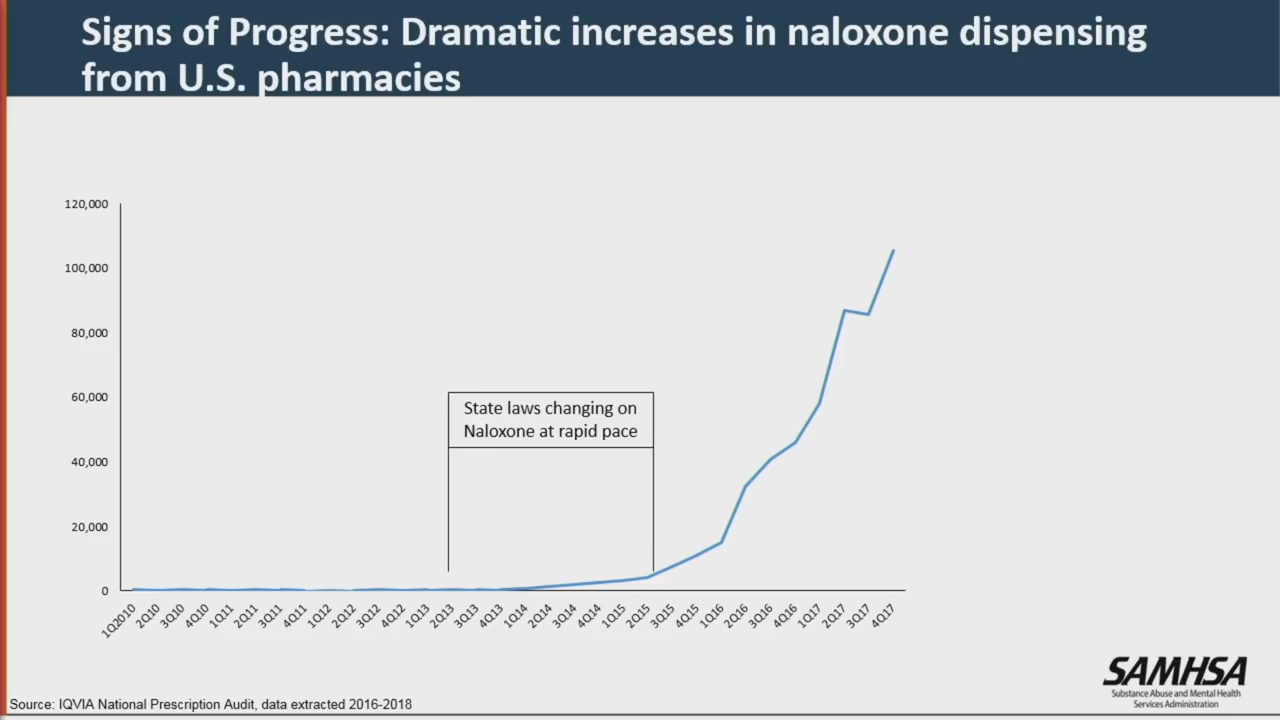 Signs of Progress: Dramatic increases in naloxone dispensing
from U.S. pharmacies
120,000
100,000
80,000
60,000
40,000
20,000
0
State laws changing on
Naloxone at rapid pace
1Q2010
2Q10
3Q10
4Q10
1Q11
2Q11
3Q11
4Q11
1Q12
2Q12
3Q12
4Q12
1Q13
2Q13
3Q13
4Q13
1Q14
2Q14
3Q14
4Q14
1Q15
2Q15
3Q15
4Q15
1Q16
2Q16
3Q16
4Q16
1Q17
2Q17
3Q17
4Q17
SAMHSA
Substance Abuse and Mental Health
Services Administration
Source: IQVIA National Prescription Audit, data extracted 2016-2018